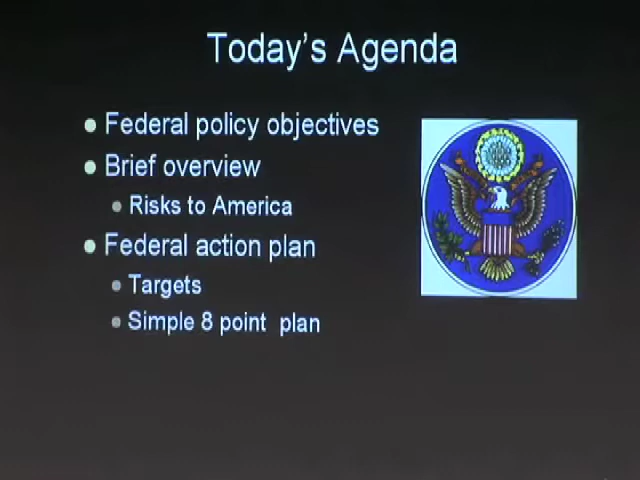 Today's Agenda
Federal policy objectives
Brief overview
Risks to America
Federal action plan
Targets
Simple 8 point plan